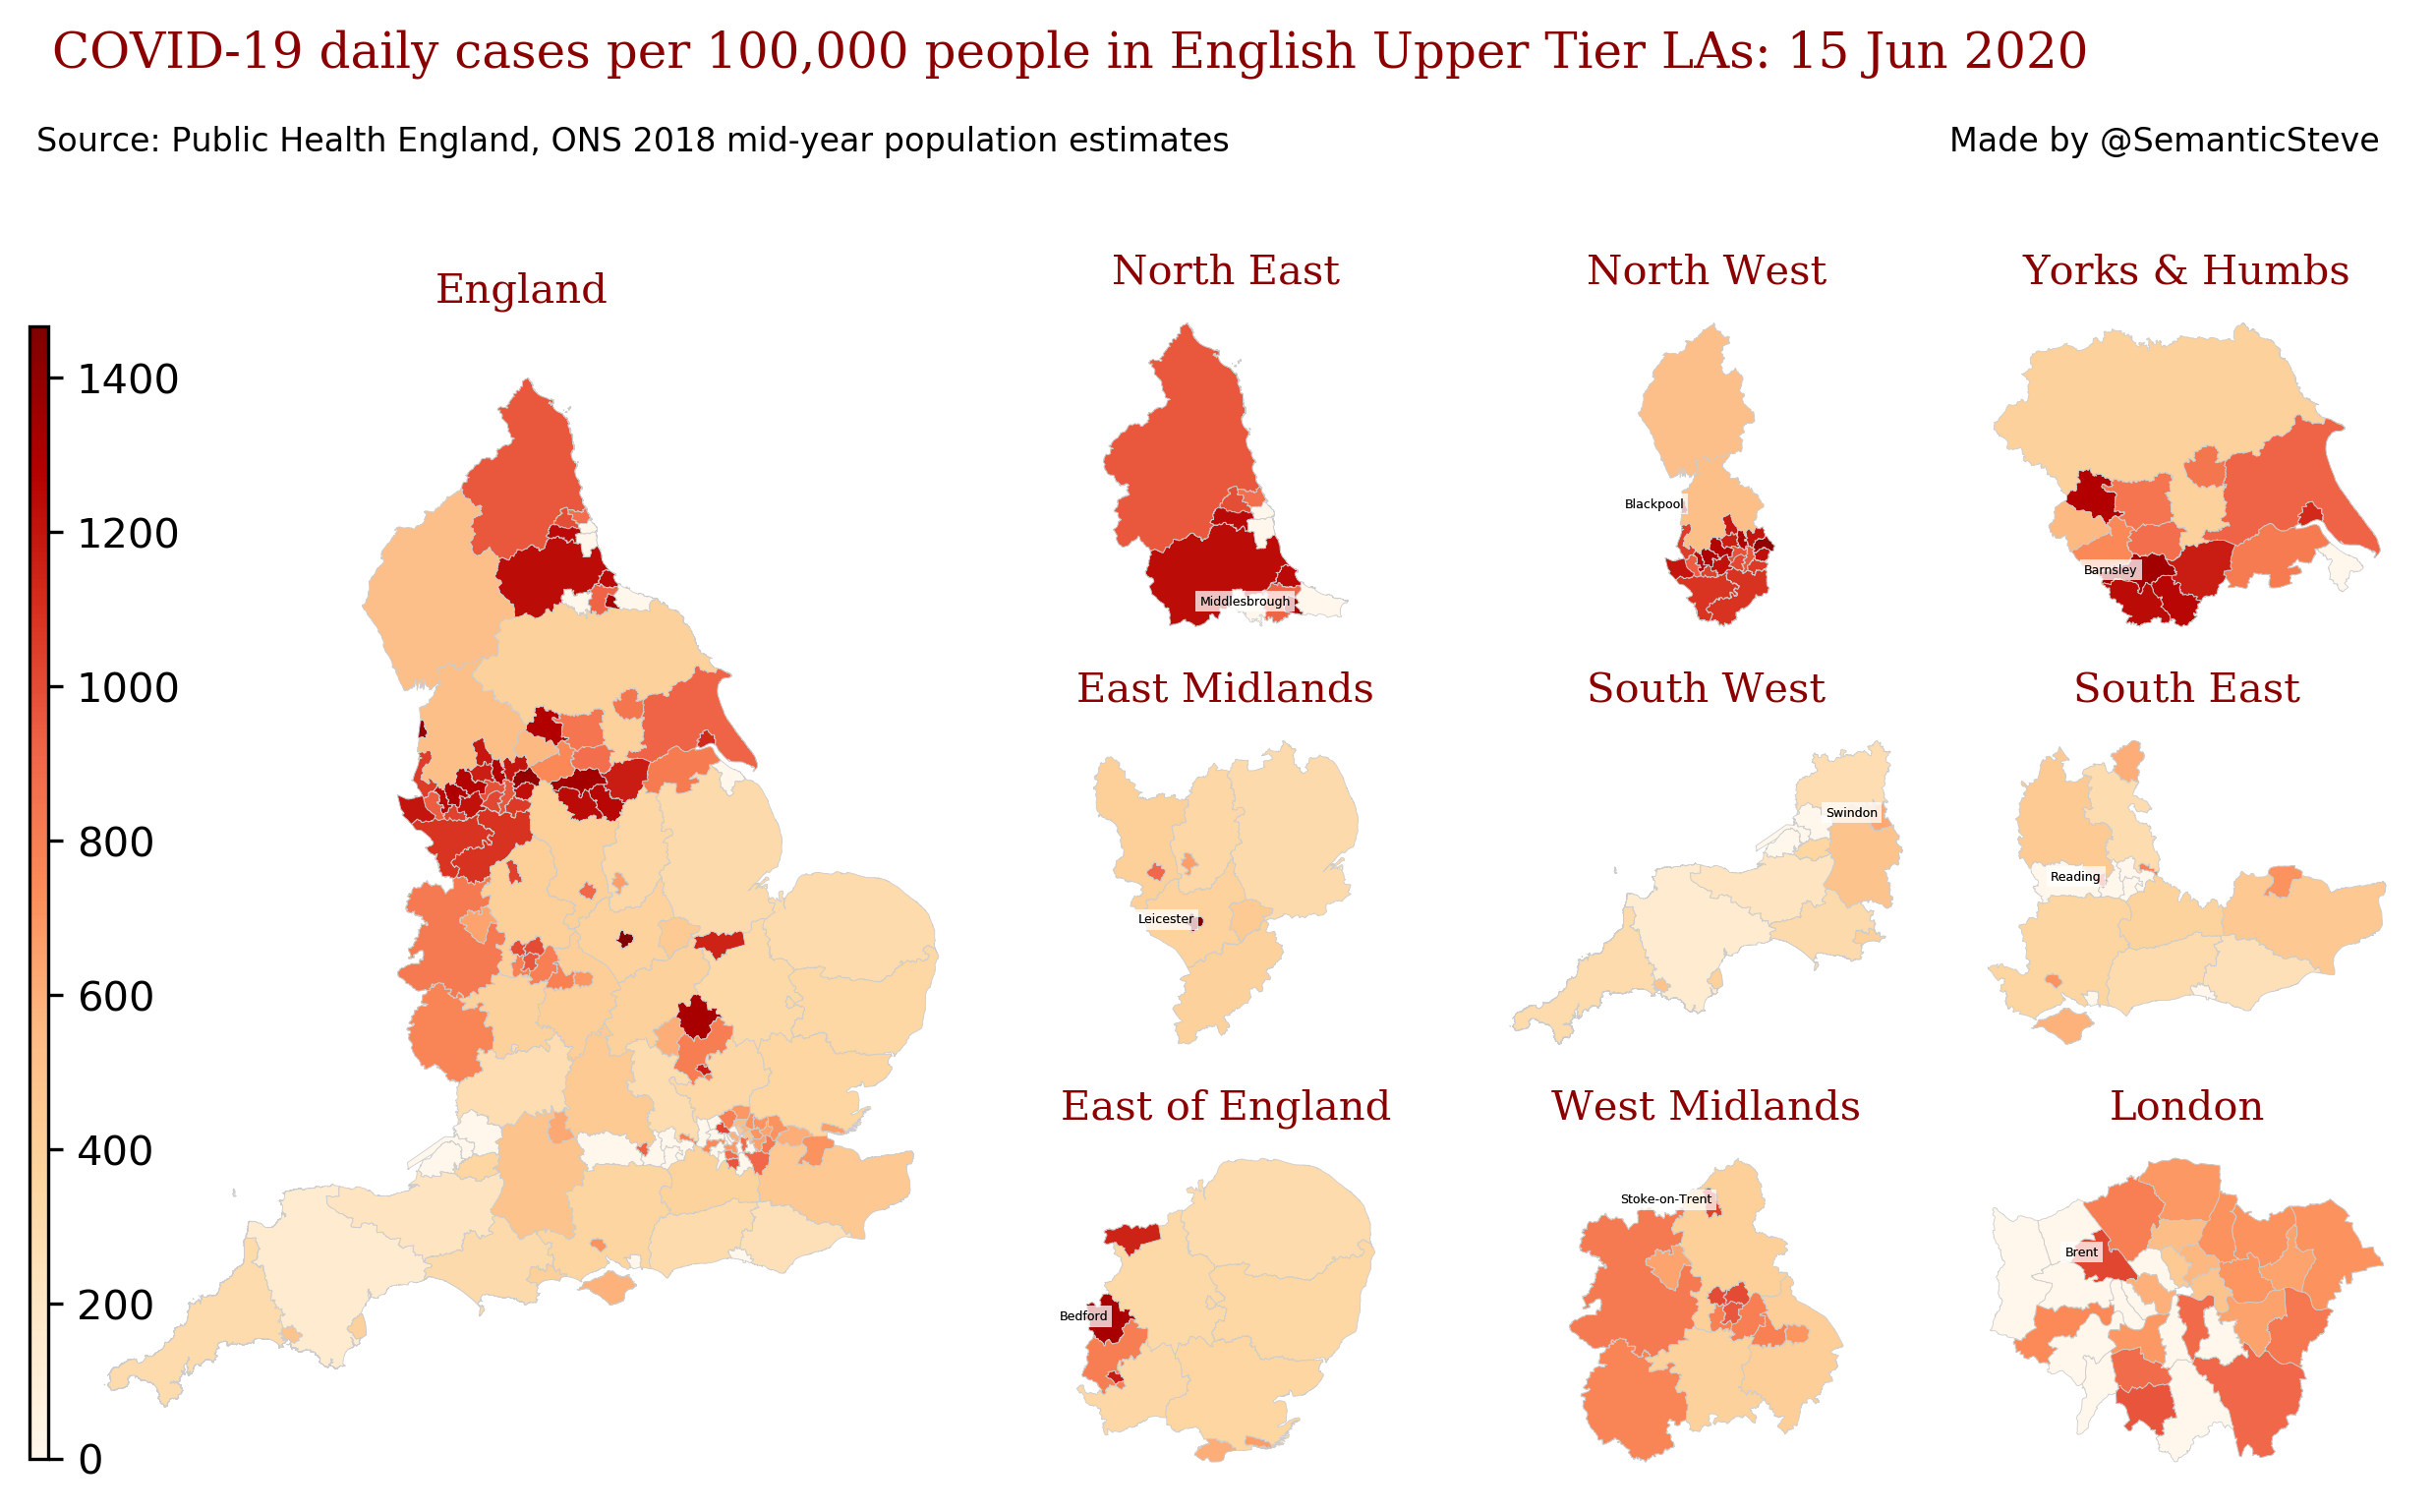 COVID-19 daily cases per 100,000 people in English Upper Tier LAs: 15 Jun 2020
Source: Public Health England, ONS 2018 mid-year population estimates
Made by @SemanticSteve
England
1400
1200
1000
800
600
400
200
0
North East
Middlesbrough
North West
Blackpool
Yorks & Humbs
Barnsley
East Midlands
Leicester
South West
Swindon
South East
Reading
East of England
Bedford
West Midlands
Stoke-on-Trent
London
Brent